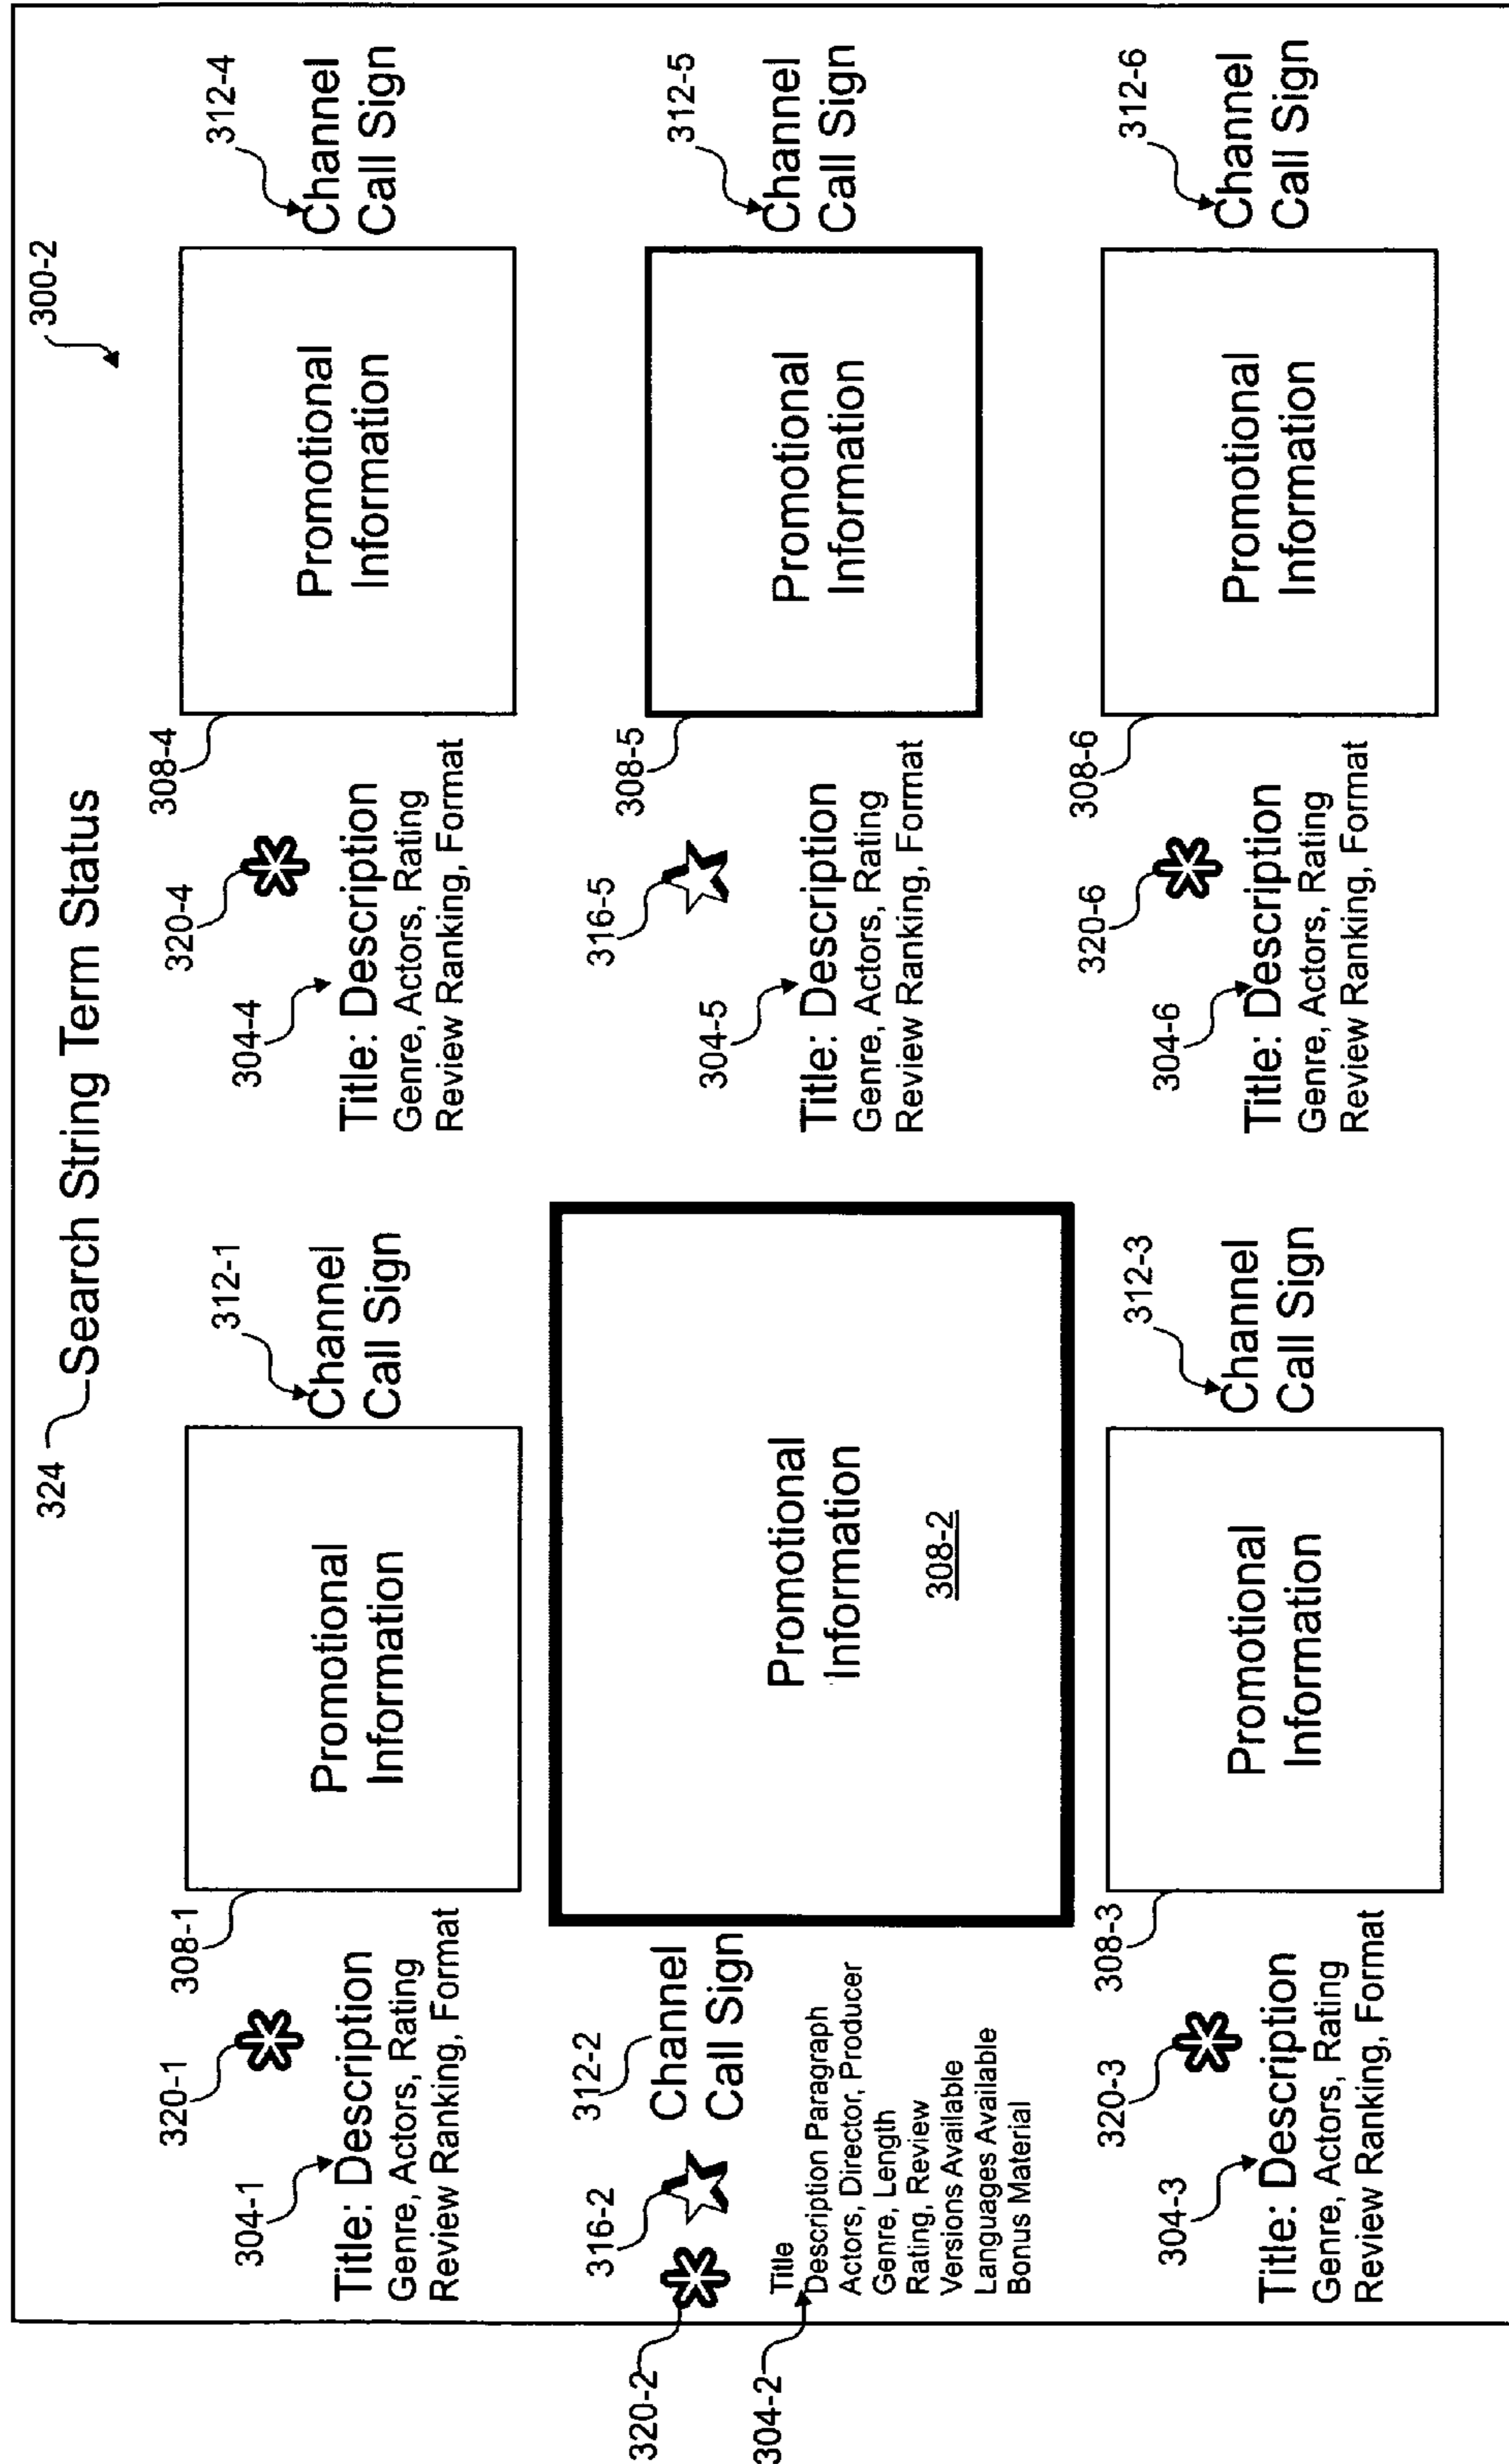 300-2
324
Search String Term Status
320-1
308-1
304-1
Title: Description
Genre, Actors, Rating
Review Ranking, Format
Promotional
Information
312-1
Channel
Call Sign
320-4
308-4
304-4
Title: Description
Genre, Actors, Rating
Review Ranking, Format
Promotional
Information
312-4
Channel
Call Sign
320-2
316-2
312-2
Channel
Call Sign
304-2
Title
Description Paragraph
Actors, Director, Producer
Genre, Length
Rating, Review
Versions Available
Languages Available
Bonus Material
Promotional
Information
308-2
316-5
308-5
304-5
Title: Description
Genre, Actors, Rating
Review Ranking, Format
Promotional
Information
312-5
Channel
Call Sign
320-3
308-3
304-3
Title: Description
Genre, Actors, Rating
Review Ranking, Format
Promotional
Information
312-3
Channel
Call Sign
320-6
308-6
304-6
Title: Description
Genre, Actors, Rating
Review Ranking, Format
Promotional
Information
312-6
Channel
Call Sign